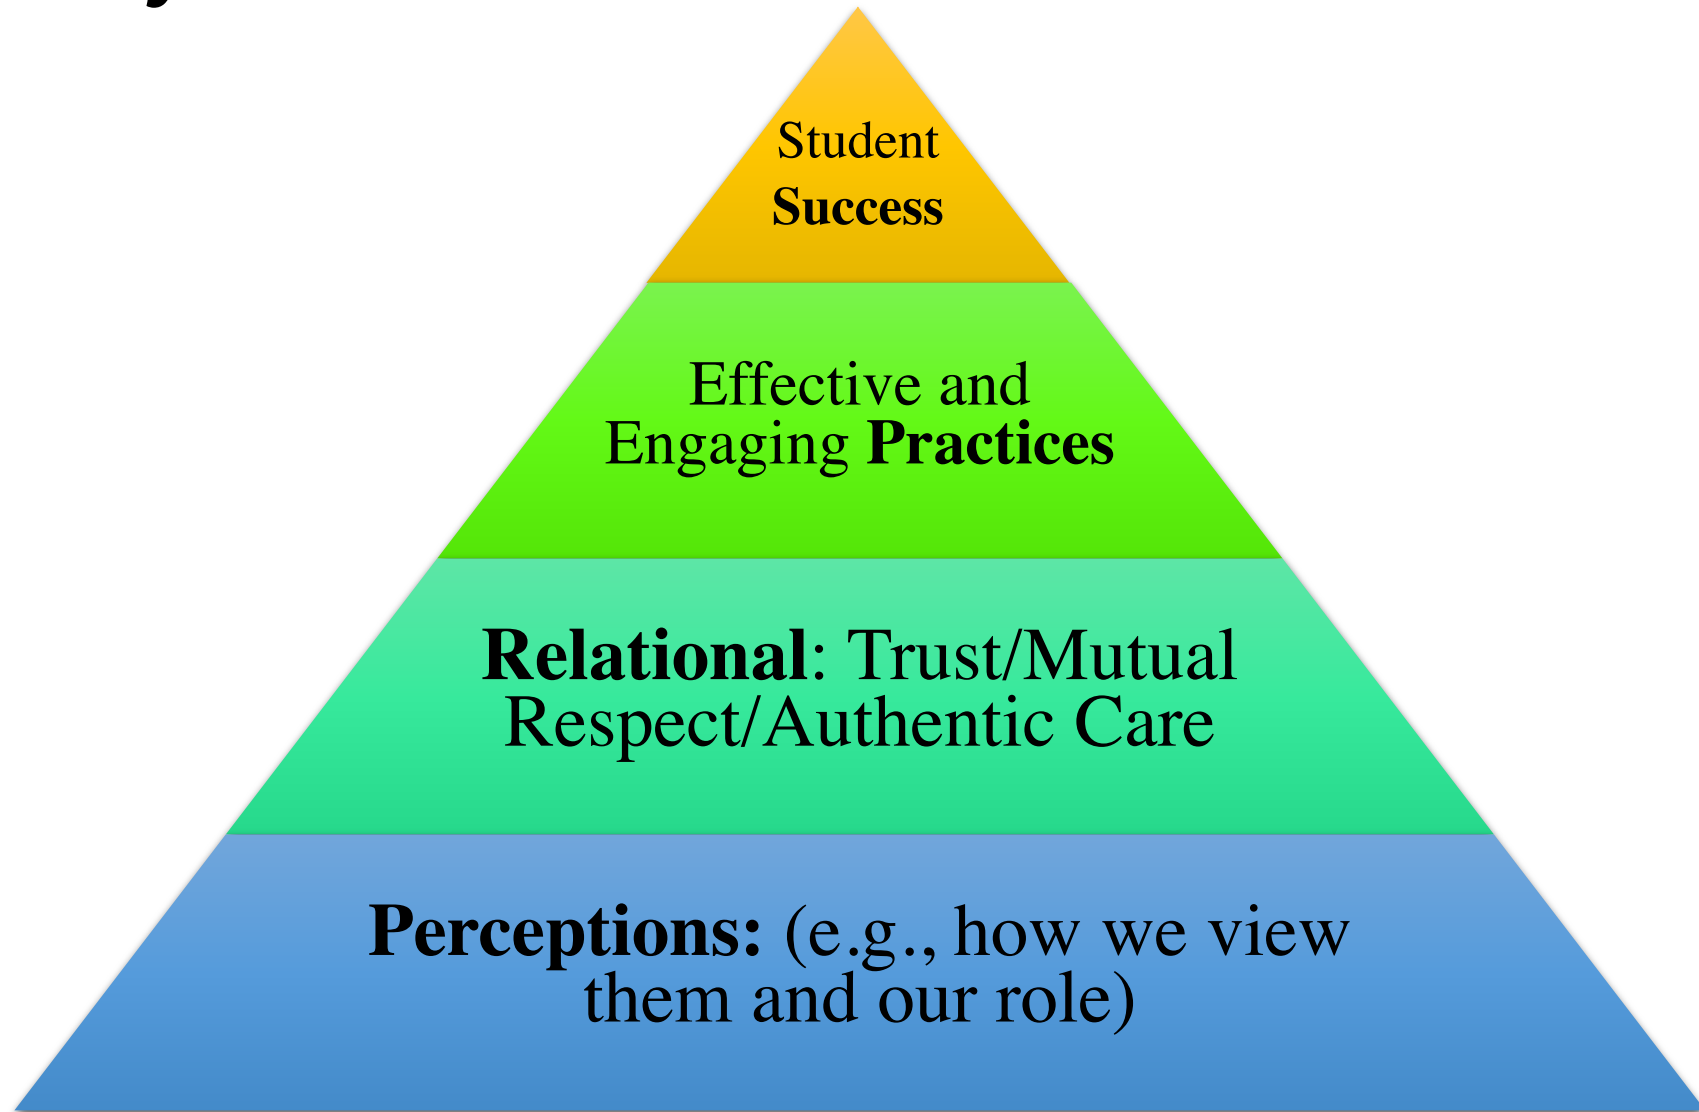 Student
Success
Effective and
Engaging Practices
Relational: Trust/Mutual
Respect/Authentic Care
Perceptions: (e.g., how we view
them and our role)